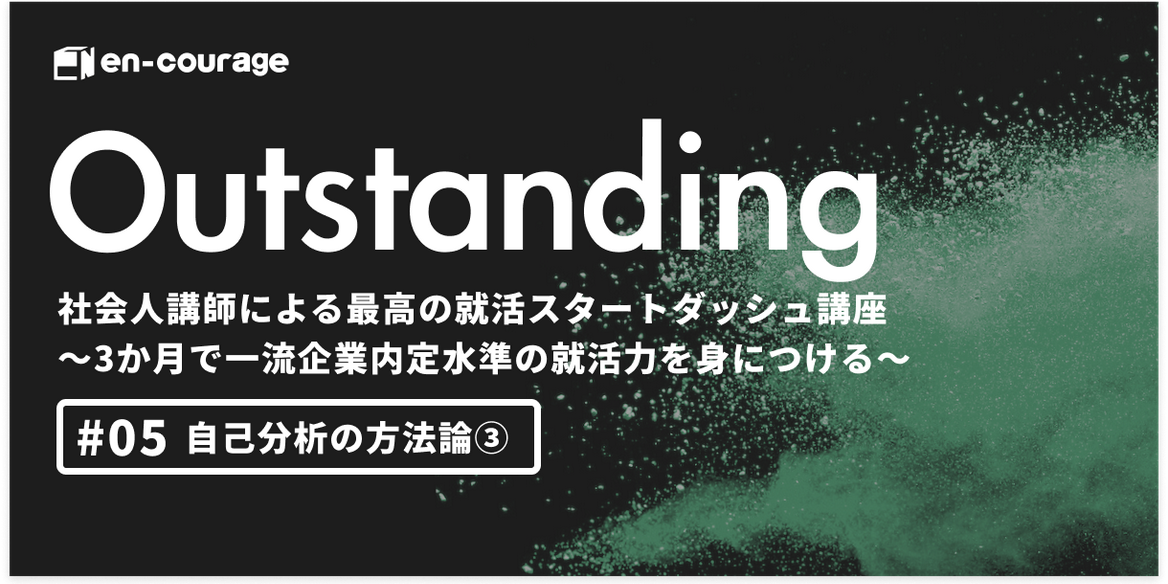 en-courage
Outstanding
社会人講師による最高の就活スタートダッシュ講座
〜3か月で一流企業内定水準の就活力を身につける〜
#05 自己分析の方法論③